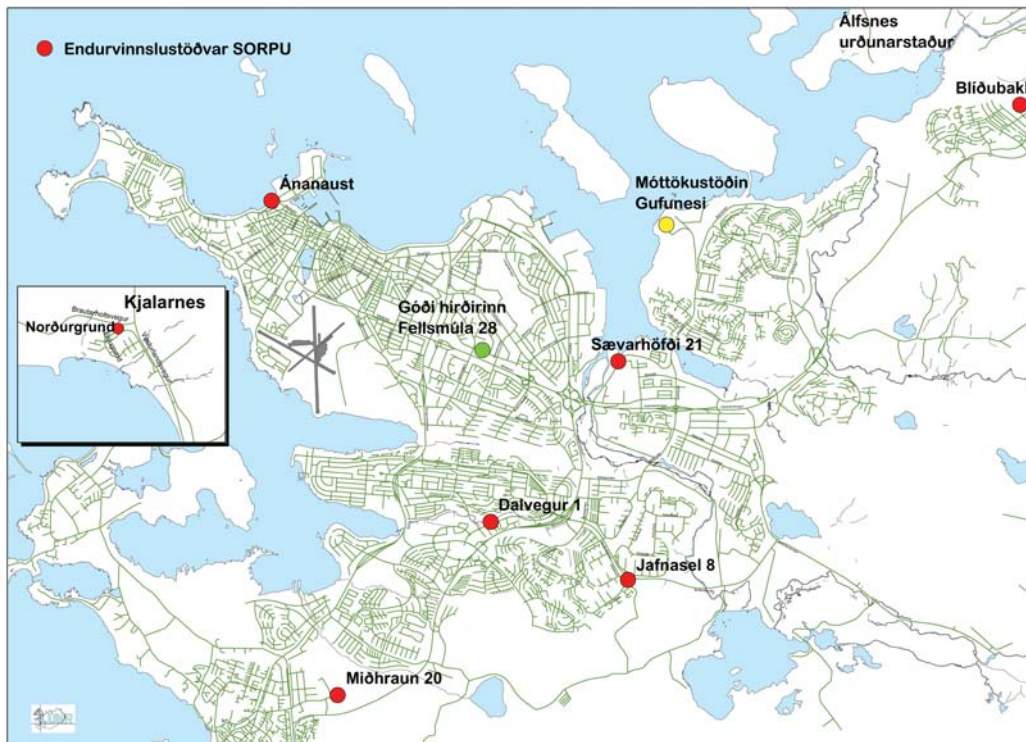 Endurvinnslustöðvar SORPU
Álfsnes
urðunarstaður
Ánanaust
Móttökustöðin
Gufunesi
Kjalarnes
Norðurgrund
Góði hirðirinn
Fellsmúla 28
Sævarhöfði 21
Dalvegur 1
Jafnasel 8
Miðhraun 20